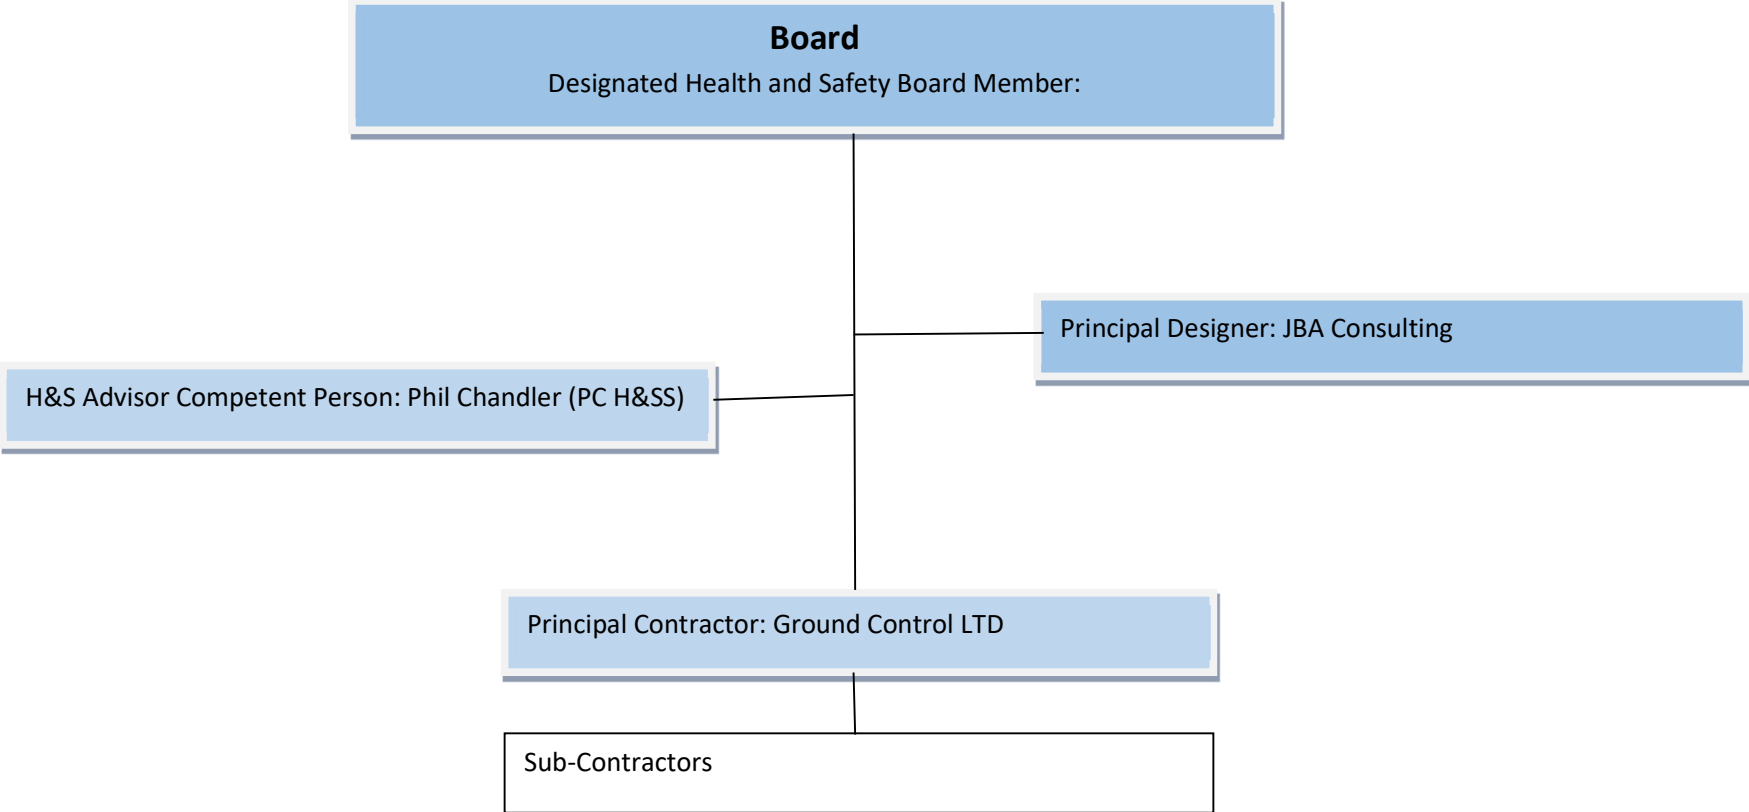 Board
Designated Health and Safety Board Member:
Principal Designer: JBA Consulting
H&S Advisor Competent Person: Phil Chandler (PC H&SS)
Principal Contractor: Ground Control LTD
Sub-Contractors